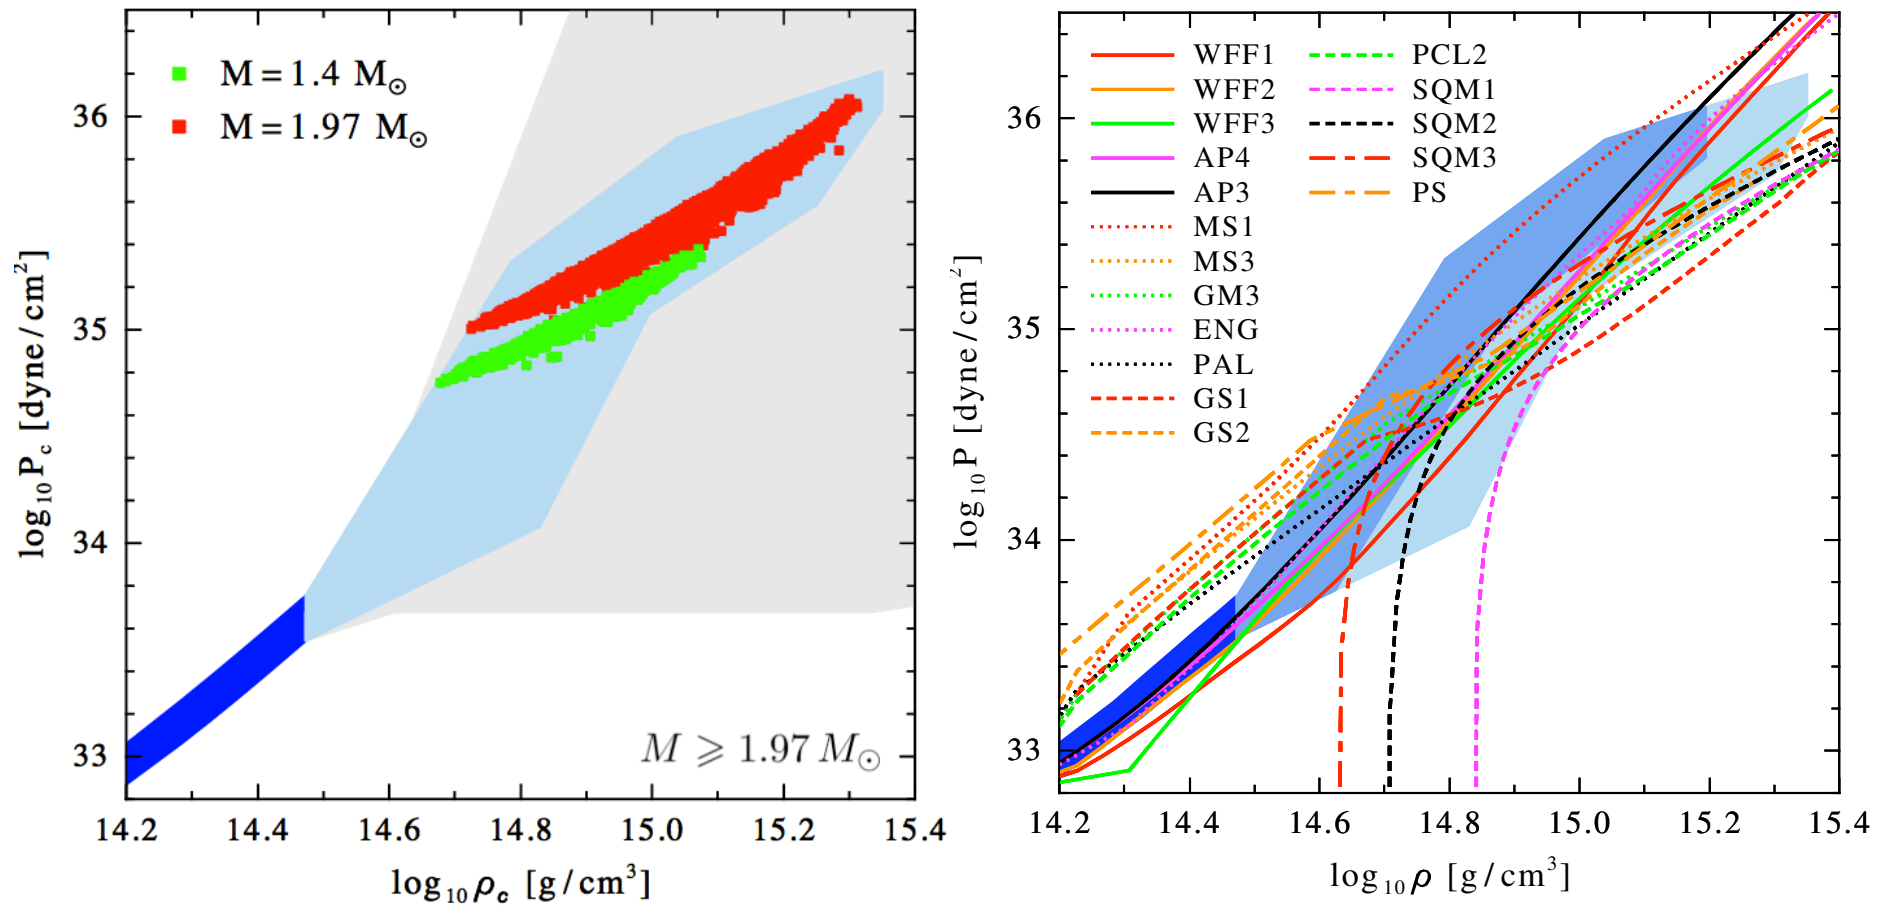 M = 1.4 M⊙
M = 1.97 M⊙
36
35
34
33
log₁₀ P_c [dyne/cm²]
M ⩾ 1.97 M⊙
14.2 14.4 14.6 14.8 15.0 15.2 15.4
log₁₀ ρ_c [g/cm³]
WFF1
WFF2
WFF3
AP4
AP3
MS1
MS3
GM3
ENG
PAL
GS1
GS2
PCL2
SQM1
SQM2
SQM3
PS
36
35
34
33
log₁₀ P [dyne/cm²]
14.2 14.4 14.6 14.8 15.0 15.2 15.4
log₁₀ ρ [g/cm³]